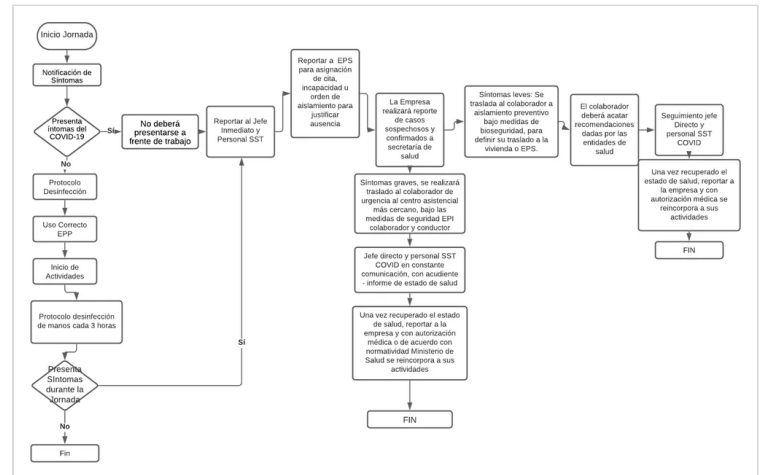 Inicio Jornada
Notificación de
Síntomas
Presenta
íntomas del
COVID-19
Sí
No
No deberá
presentarse a
frente de trabajo
Reportar al Jefe
Inmediato y
Personal SST
Reportar a EPS
para asignación
de cita,
incapacidad u
orden de
aislamiento para
justificar
ausencia
La Empresa
realizará reporte
de casos
sospechosos y
confirmados a
secretaría de
salud
Síntomas leves: Se
traslada al colaborador a
aislamiento preventivo
bajo medidas de
bioseguridad, para
definir su traslado a la
vivienda o EPS.
El colaborador
deberá acatar
recomendaciones
dadas por las
entidades de
salud
Seguimiento jefe
Directo y
personal SST
COVID
Una vez recuperado el
estado de salud, reportar a
la empresa y con
autorización médica se
reincorpora a sus
actividades
FIN
Síntomas graves, se realizará
traslado al colaborador de
urgencia al centro asistencial
más cercano, bajo las
medidas de seguridad EPI
colaborador y conductor
Jefe directo y personal SST
COVID en constante
comunicación, con acudiente
- informe de estado de salud
Una vez recuperado el estado
de salud, reportar a la
empresa y con autorización
médica o de acuerdo con
normatividad Ministerio de
Salud se reincorpora a sus
actividades
FIN
Protocolo
Desinfección
Uso Correcto
EPP
Inicio de
Actividades
Protocolo desinfección
de manos cada 3 horas
Presenta
SÍntomas
durante la
Jornada
Sí
No
Fin